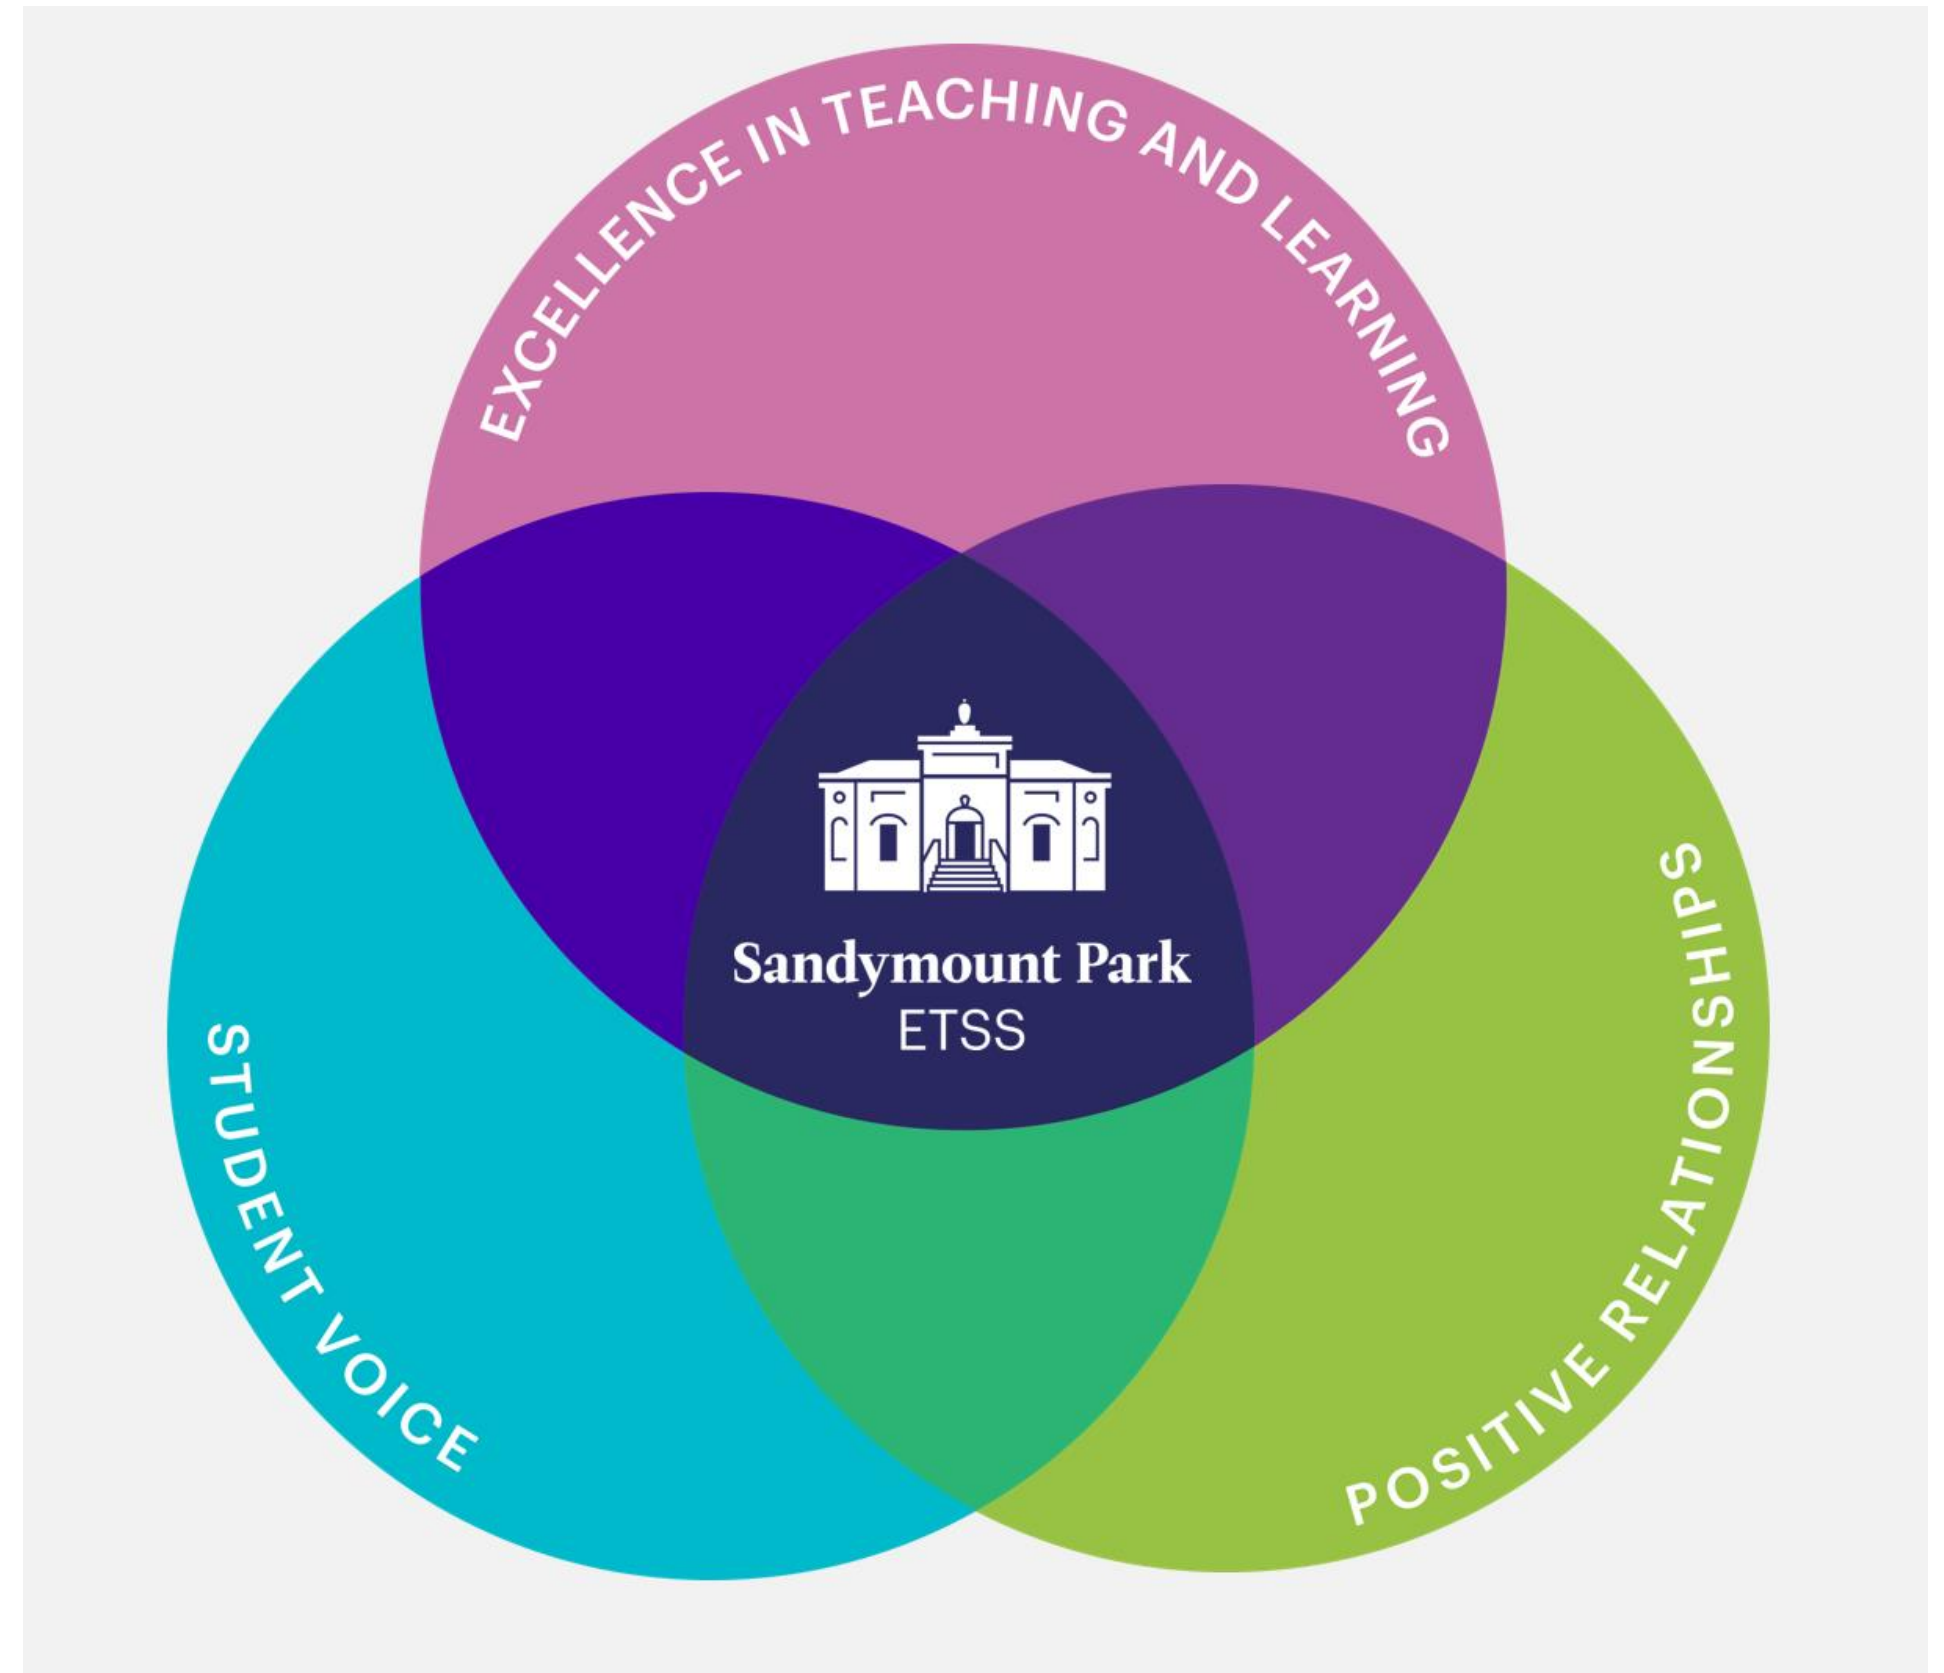 EXCELLENCE IN TEACHING AND LEARNING
Sandymount Park
ETSS
STUDENT VOICE
POSITIVE RELATIONSHIPS